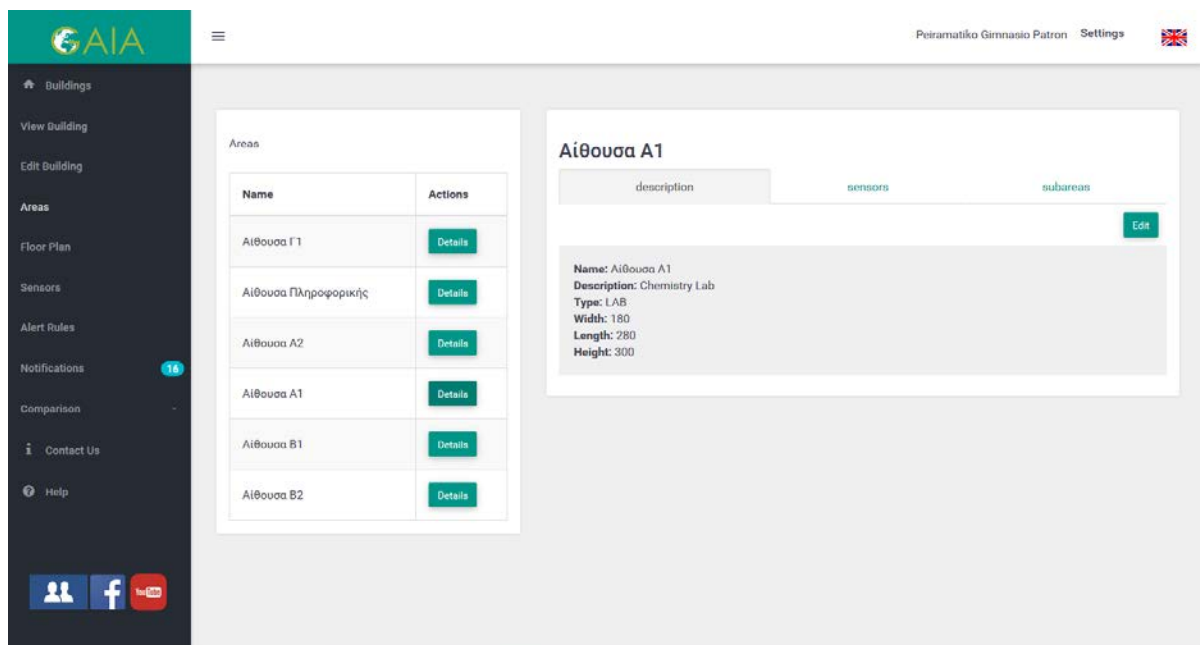 GAIA
Peiramatiko Gimnasio Patron Settings
Buildings
View Building
Edit Building
Areas
Floor Plan
Sensors
Alert Rules
Notifications 16
Comparison
Contact Us
Help
You Tube
Areas
Name Actions
Αίθουσα Γ1 Details
Αίθουσα Πληροφορικής Details
Αίθουσα Α2 Details
Αίθουσα Α1 Details
Αίθουσα Β1 Details
Αίθουσα Β2 Details
Αίθουσα Α1
description sensors subareas
Edit
Name: Αίθουσα Α1
Description: Chemistry Lab
Type: LAB
Width: 180
Length: 280
Height: 300